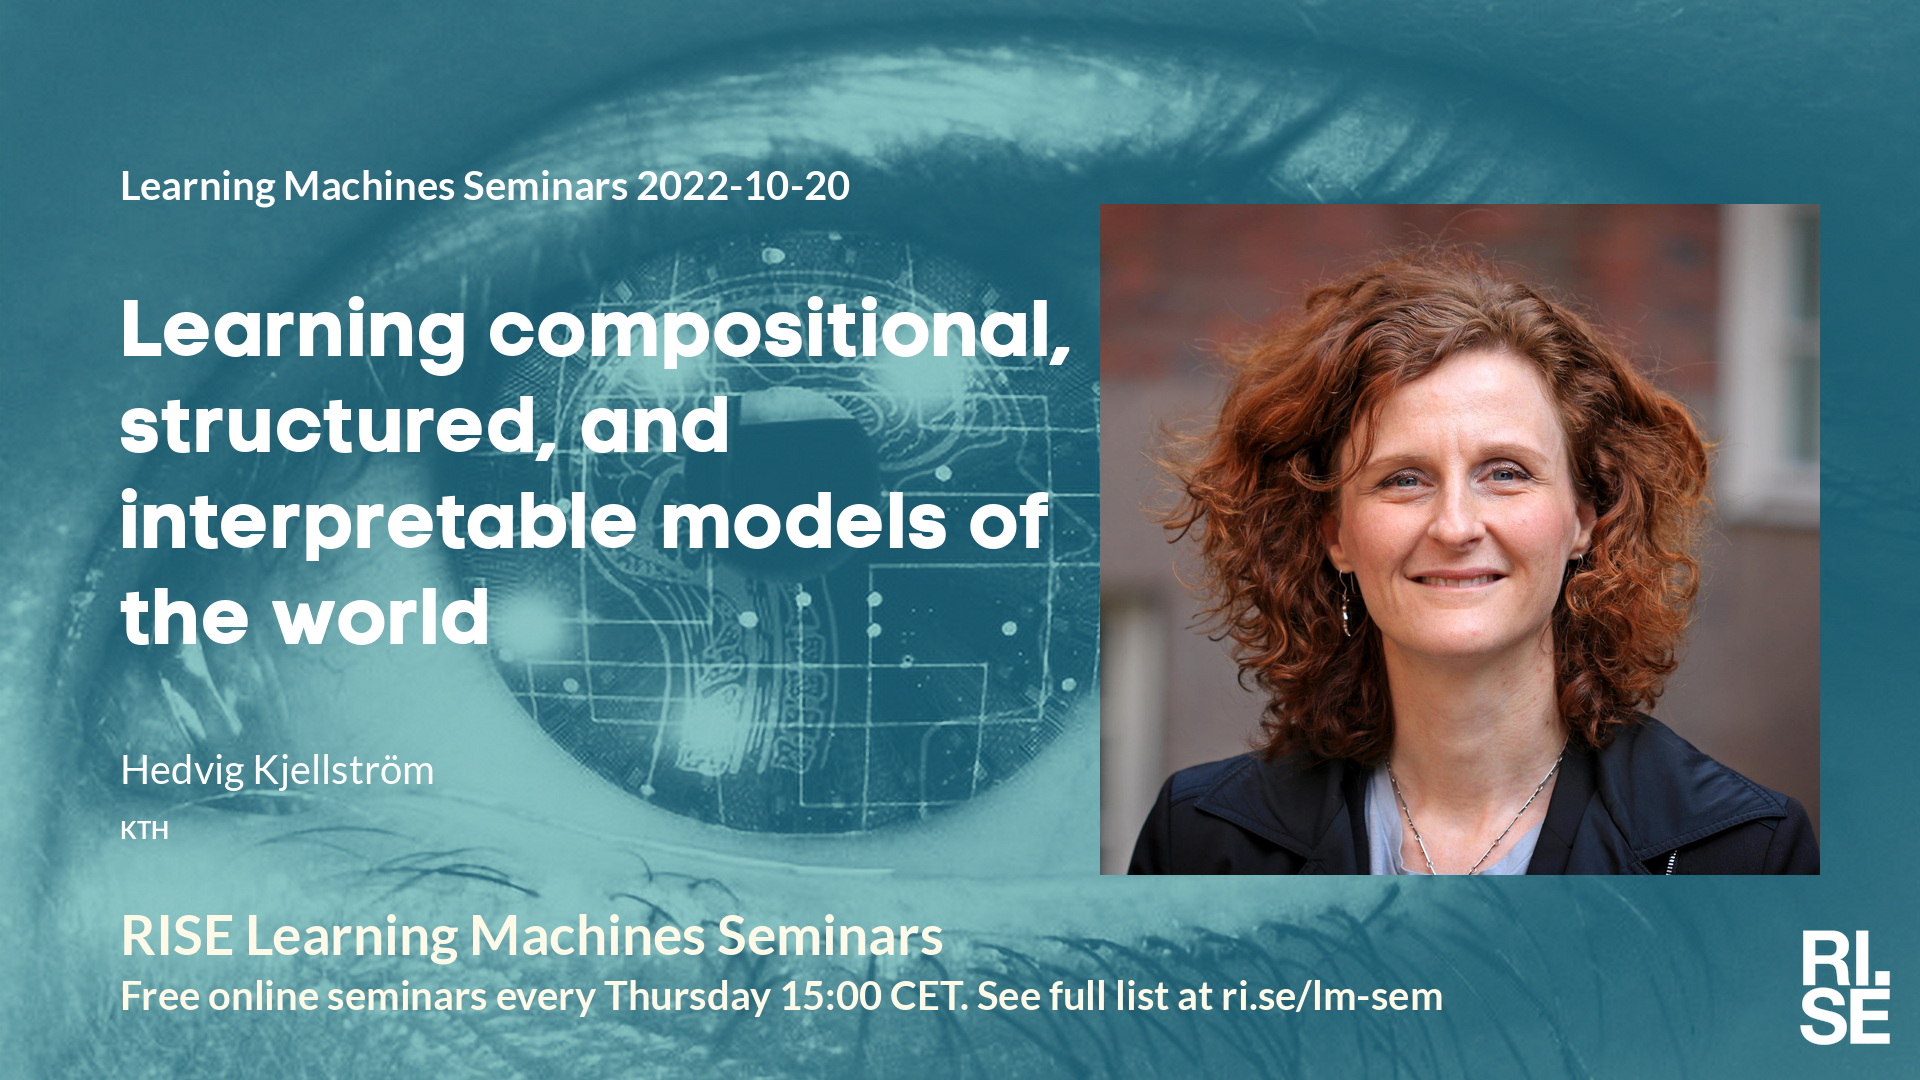 Learning Machines Seminars 2022-10-20
Learning compositional,
structured, and
interpretable models of
the world
Hedvig Kjellström
KTH
RISE Learning Machines Seminars
Free online seminars every Thursday 15:00 CET. See full list at ri.se/lm-sem
RI.
SE